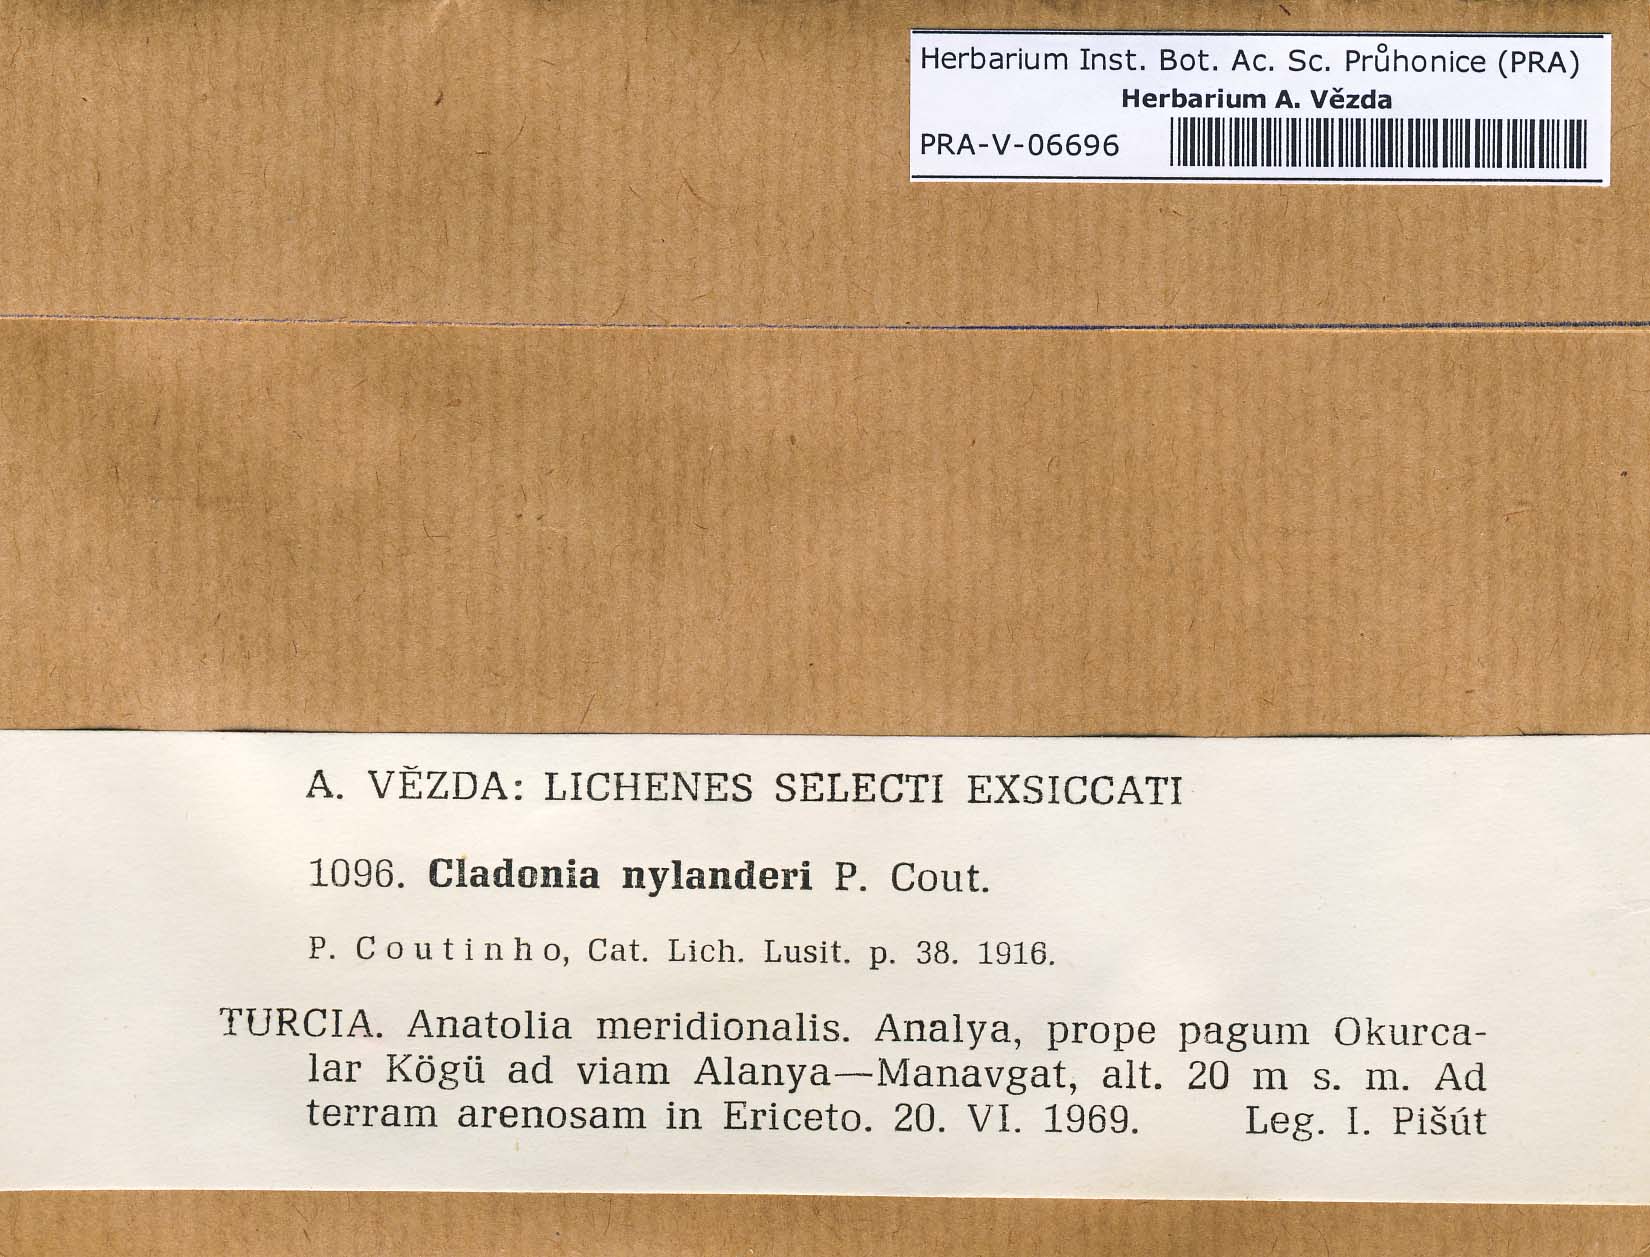 Herbarium Inst. Bot. Ac. Sc. Průhonice (PRA)
Herbarium A. Vězda
PRA-V-06696
A. VĚZDA: LICHENES SELECTI EXSICCATI
1096. Cladonia nylanderi P. Cout.
P. Coutinho, Cat. Lich. Lusit. p. 38. 1916.
TURCIA. Anatolia meridionalis. Analya, prope pagum Okurca-
lar Kögü ad viam Alanya—Manavgat, alt. 20 m s. m. Ad
terram arenosam in Ericeto. 20. VI. 1969. Leg. I. Pišút